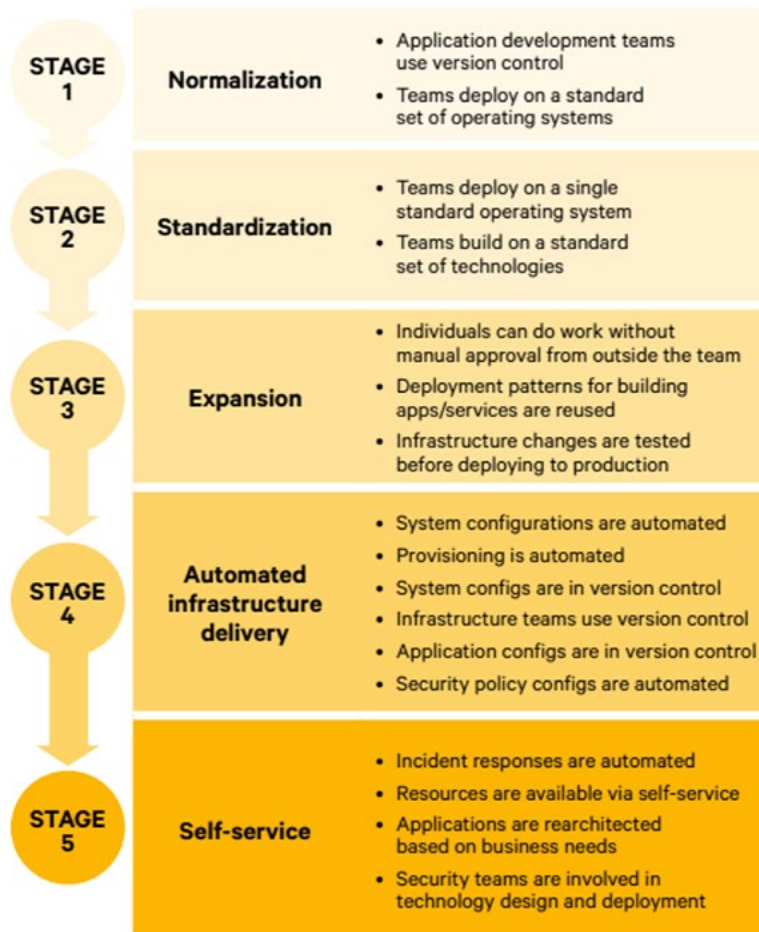 STAGE
1
Normalization
• Application development teams
use version control
• Teams deploy on a standard
set of operating systems
STAGE
2
Standardization
• Teams deploy on a single
standard operating system
• Teams build on a standard
set of technologies
STAGE
3
Expansion
• Individuals can do work without
manual approval from outside the team
• Deployment patterns for building
apps/services are reused
• Infrastructure changes are tested
before deploying to production
STAGE
4
Automated
infrastructure
delivery
• System configurations are automated
• Provisioning is automated
• System configs are in version control
• Infrastructure teams use version control
• Application configs are in version control
• Security policy configs are automated
STAGE
5
Self-service
• Incident responses are automated
• Resources are available via self-service
• Applications are rearchitected
based on business needs
• Security teams are involved in
technology design and deployment